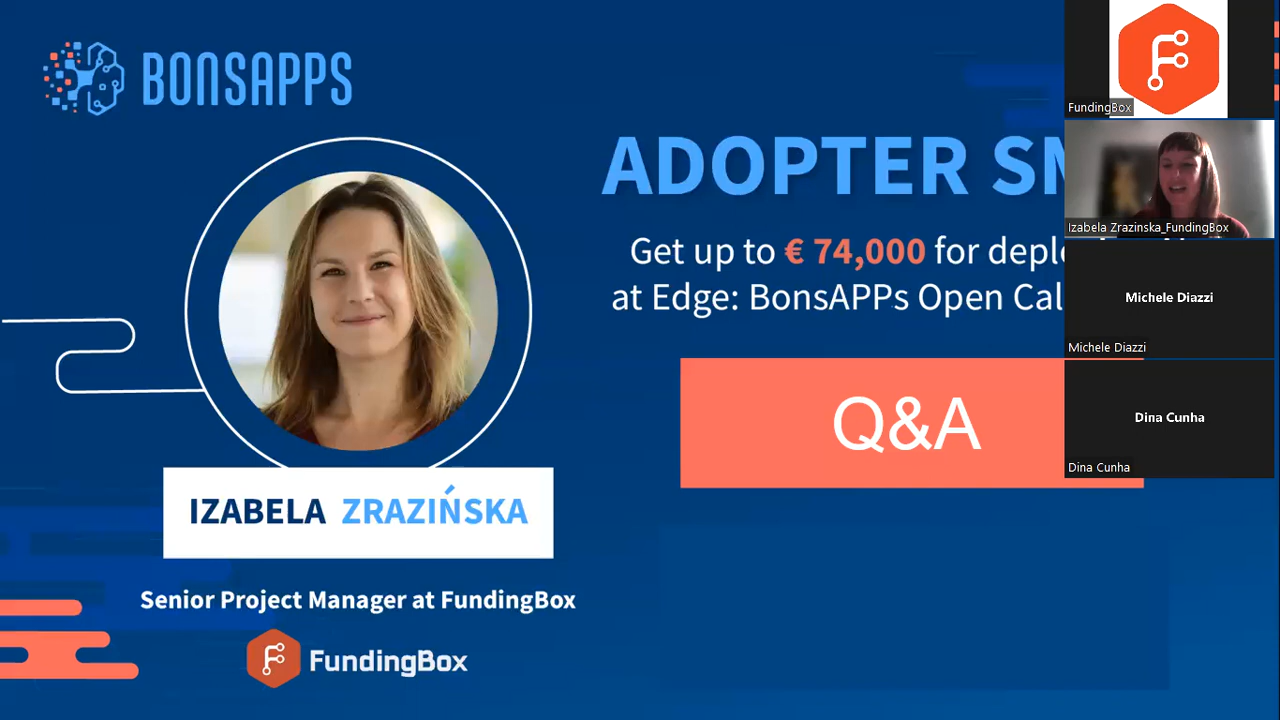 BONSAPPS
ADOPTER SM
Get up to € 74,000 for depl
at Edge: BonsAPPs Open Cal
Q&A
IZABELA ZRAZIŃSKA
Senior Project Manager at FundingBox
FundingBox
FundingBox
Izabela Zrazinska_FundingBox
Michele Diazzi
Michele Diazzi
Dina Cunha
Dina Cunha